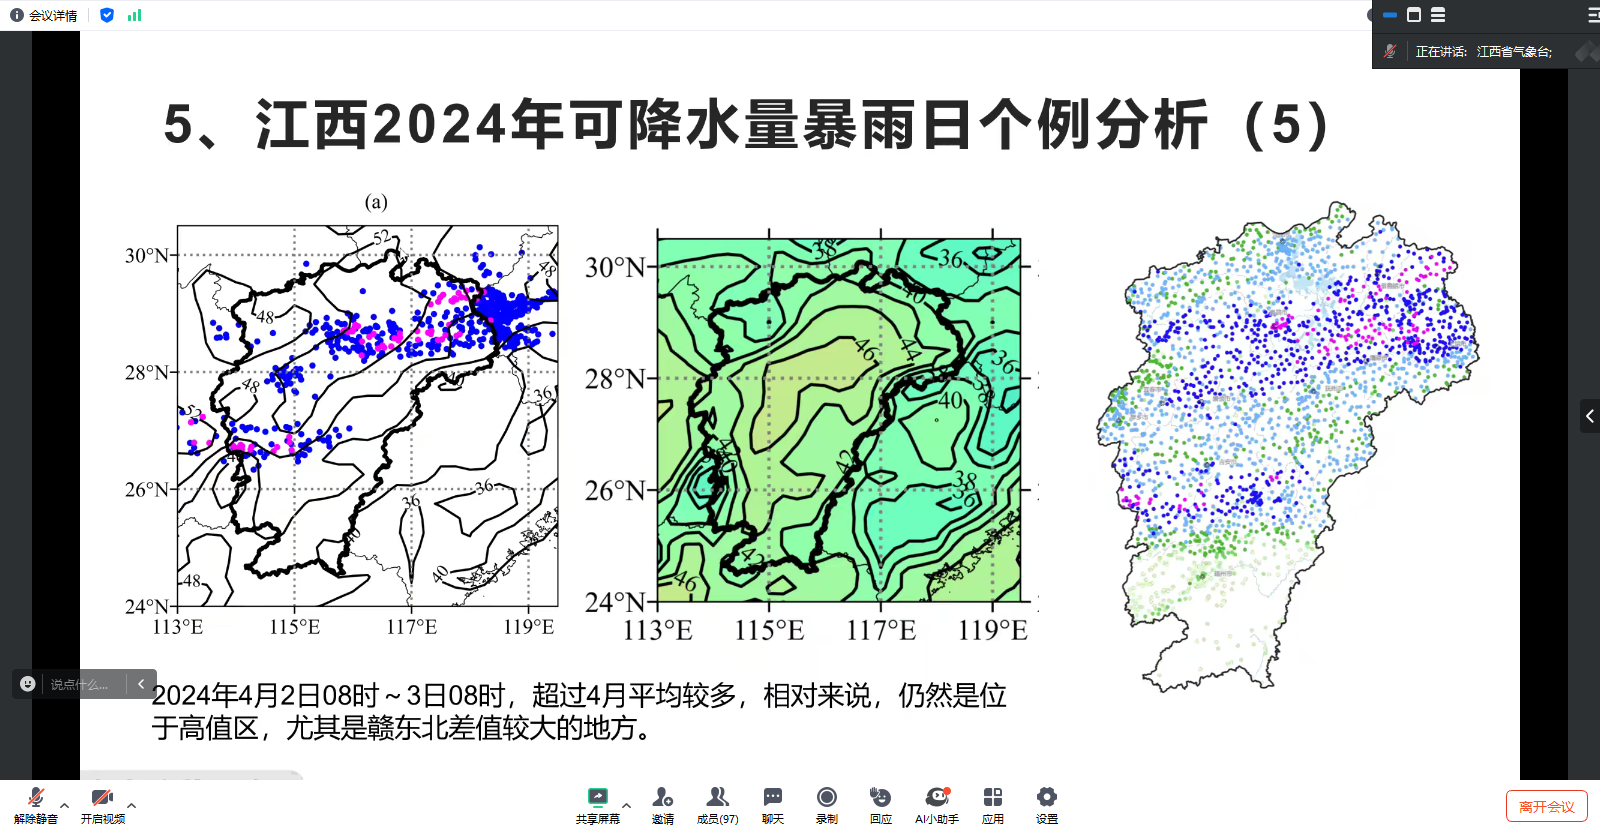 会议详情
正在讲话: 江西省气象台;
5、江西2024年可降水量暴雨日个例分析（5）
(a)
30°N
28°N
26°N
24°N
113°E 115°E 117°E 119°E
52
48
48
48
52
36
36
36
40
40
48
30°N
28°N
26°N
24°N
113°E 115°E 117°E 119°E
38
36
40
46
44
36
38
40
42
38
36
42
46
说点什么...
2024年4月2日08时～3日08时，超过4月平均较多，相对来说，仍然是位
于高值区，尤其是赣东北差值较大的地方。
解除静音
开启视频
共享屏幕
邀请
成员(97)
聊天
录制
回应
AI小助手
应用
设置
离开会议